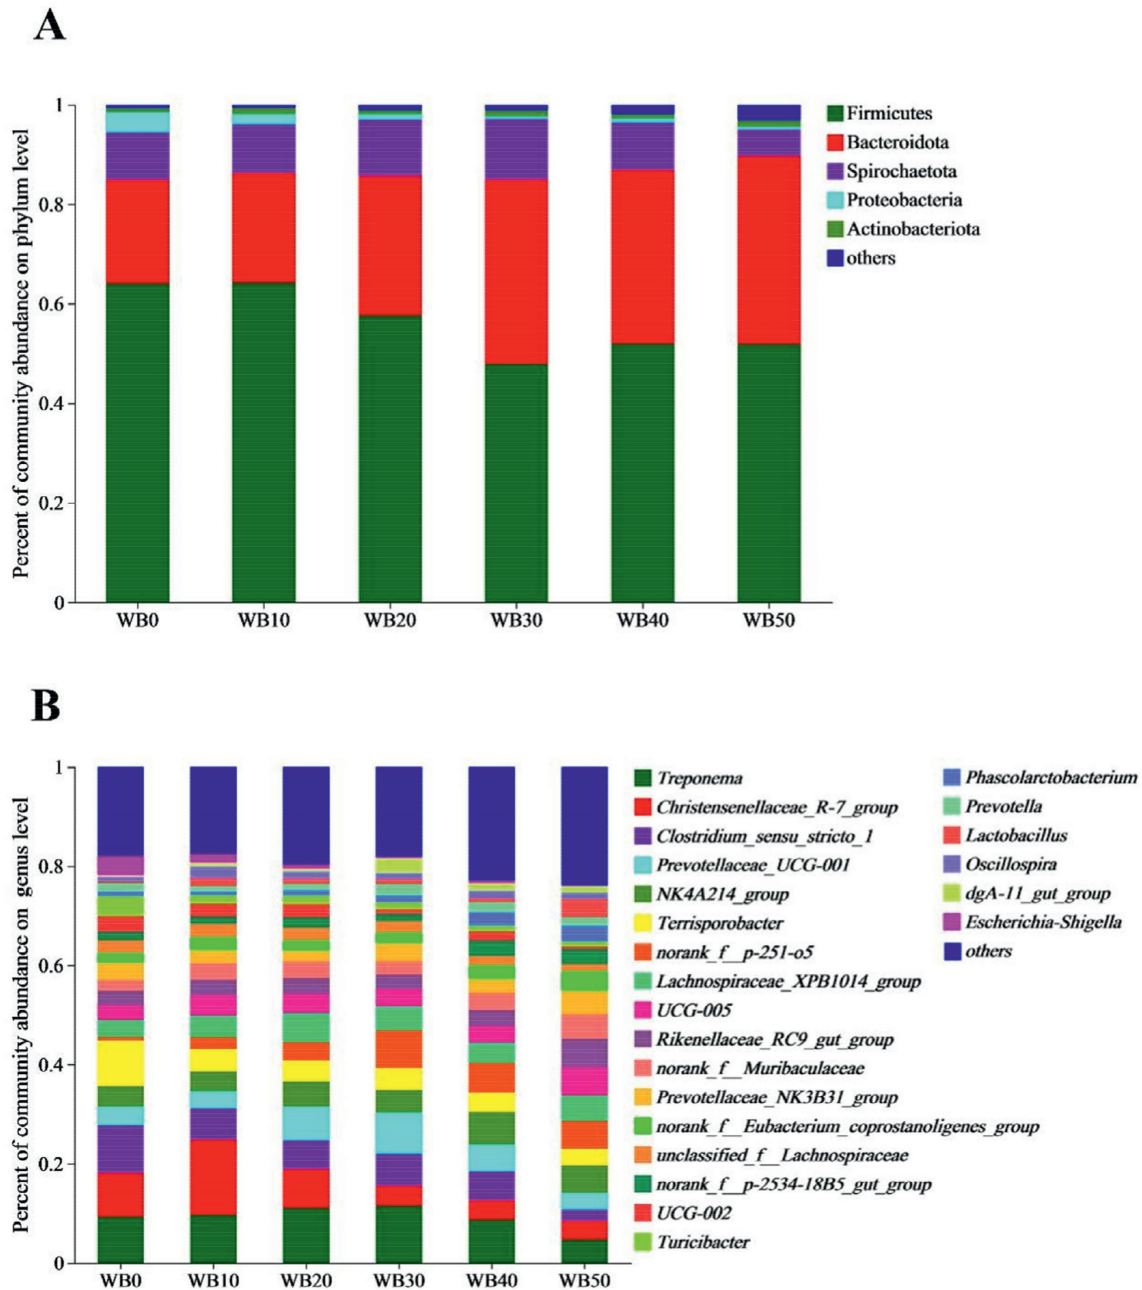 A
Percent of community abundance on phylum level
1
0.8
0.6
0.4
0.2
0
WB0 WB10 WB20 WB30 WB40 WB50
Firmicutes
Bacteroidota
Spirochaetota
Proteobacteria
Actinobacteriota
others
B
Percent of community abundance on genus level
1
0.8
0.6
0.4
0.2
0
WB0 WB10 WB20 WB30 WB40 WB50
Treponema
Christensenellaceae_R-7_group
Clostridium_sensu_stricto_1
Prevotellaceae_UCG-001
NK4A214_group
Terrisporobacter
norank_f__p-251-o5
Lachnospiraceae_XPB1014_group
UCG-005
Rikenellaceae_RC9_gut_group
norank_f__Muribaculaceae
Prevotellaceae_NK3B31_group
norank_f__Eubacterium_coprostanoligenes_group
unclassified_f__Lachnospiraceae
norank_f__p-2534-18B5_gut_group
UCG-002
Turicibacter
Phascolarctobacterium
Prevotella
Lactobacillus
Oscillospira
dgA-11_gut_group
Escherichia-Shigella
others